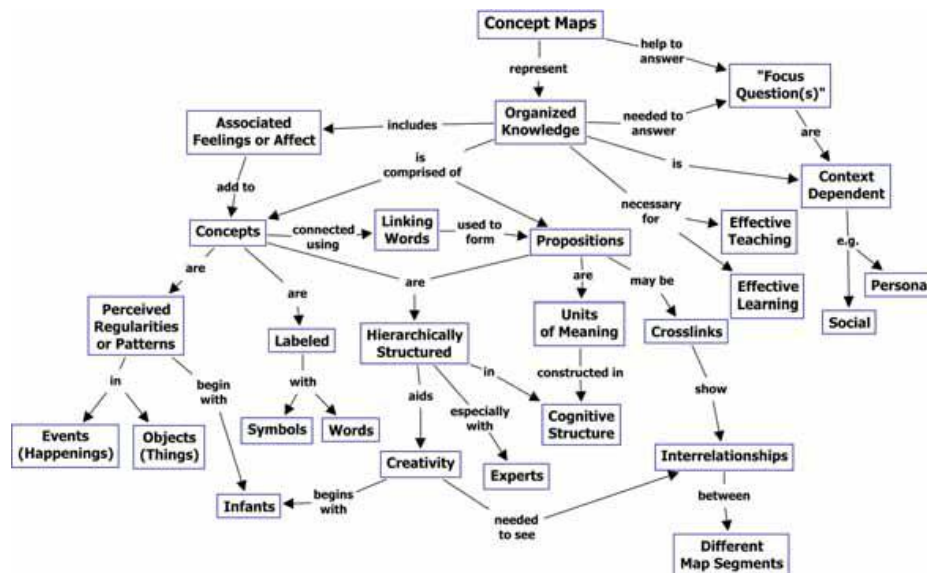 Concept Maps
help to
answer
represent
"Focus
Question(s)"
Organized
Knowledge
needed to
answer
Associated
Feelings or Affect
includes
are
is
comprised of
is
Context
Dependent
add to
necessary
for
Effective
Teaching
Concepts
connected
using
Linking
Words
used to
form
Propositions
e.g.
are
are
are
are
may be
Effective
Learning
Persona
Social
Perceived
Regularities
or Patterns
Labeled
Hierarchically
Structured
Units
of Meaning
Crosslinks
in
begin
with
with
aids
in
constructed in
show
especially
with
Events
(Happenings)
Objects
(Things)
Symbols
Words
Cognitive
Structure
Creativity
Experts
Interrelationships
Infants
begins
with
needed
to see
between
Different
Map Segments